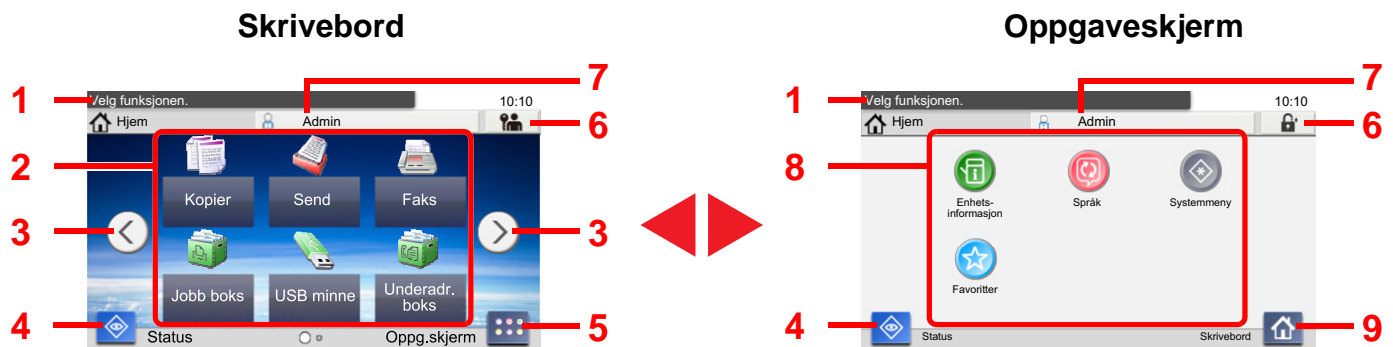 Skrivebord
1
Velg funksjonen.
10:10
7
Hjem
Admin
6
2
Kopier
Send
Faks
3
3
Jobb boks
USB minne
Underadr.
boks
4
Status
Oppg.skjerm
5
Oppgaveskjerm
1
Velg funksjonen.
10:10
7
Hjem
Admin
6
8
Enhets-
informasjon
Språk
Systemmeny
Favoritter
4
Status
Skrivebord
9